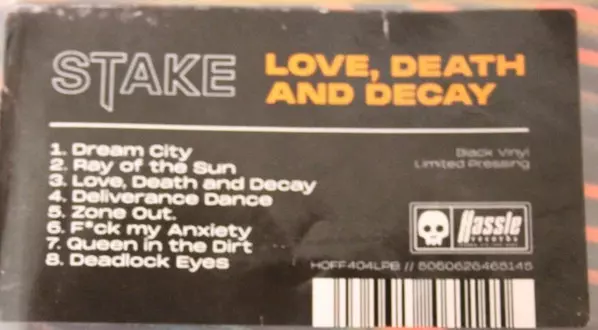 STAKE
LOVE, DEATH
AND DECAY
1. Dream City
2. Ray of the Sun
3. Love, Death and Decay
4. Deliverance Dance
5. Zone Out.
6. F*ck my Anxiety
7. Queen in the Dirt
8. Deadlock Eyes
Black Vinyl
Limited Pressing
Hassle
records
HOFF404LPB // 5060626465145